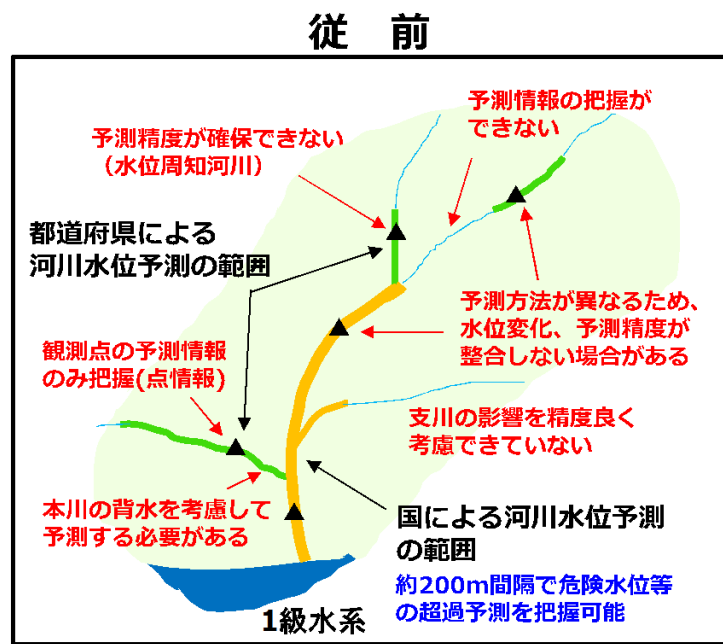 従 前
予測情報の把握が
できない
予測精度が確保できない
（水位周知河川）
都道府県による
河川水位予測の範囲
予測方法が異なるため、
水位変化、予測精度が
整合しない場合がある
観測点の予測情報
のみ把握(点情報)
支川の影響を精度良く
考慮できていない
本川の背水を考慮して
予測する必要がある
国による河川水位予測
の範囲
約200m間隔で危険水位等
の超過予測を把握可能
1級水系